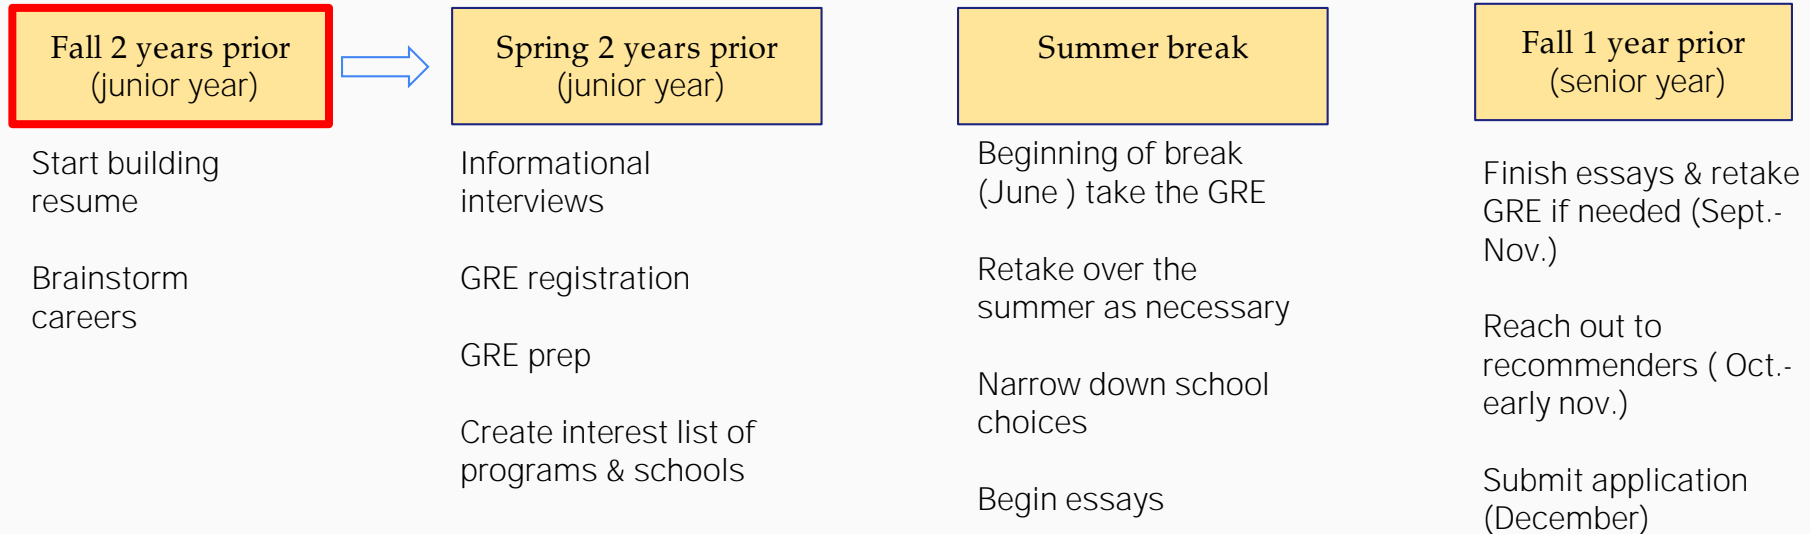 Fall 2 years prior
(junior year)
Start building
resume
Brainstorm
careers
Spring 2 years prior
(junior year)
Informational
interviews
GRE registration
GRE prep
Create interest list of
programs & schools
Summer break
Beginning of break
(June ) take the GRE
Retake over the
summer as necessary
Narrow down school
choices
Begin essays
Fall 1 year prior
(senior year)
Finish essays & retake
GRE if needed (Sept.-
Nov.)
Reach out to
recommenders ( Oct.-
early nov.)
Submit application
(December)